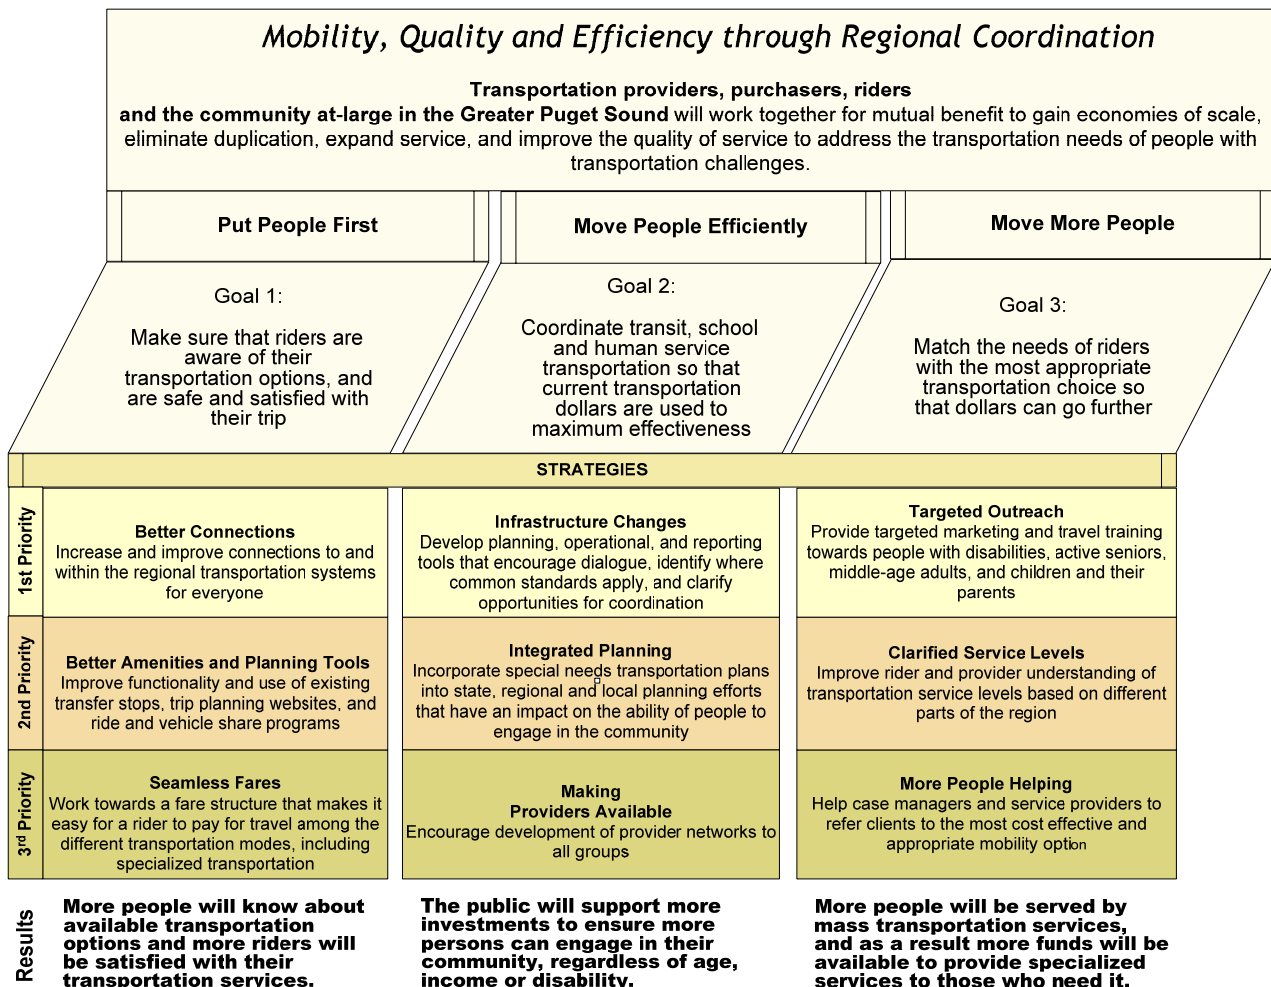 Mobility, Quality and Efficiency through Regional Coordination
Transportation providers, purchasers, riders
and the community at-large in the Greater Puget Sound will work together for mutual benefit to gain economies of scale,
eliminate duplication, expand service, and improve the quality of service to address the transportation needs of people with
transportation challenges.
Put People First
Move People Efficiently
Move More People
Goal 1:
Make sure that riders are
aware of their
transportation options, and
are safe and satisfied with
their trip
Goal 2:
Coordinate transit, school
and human service
transportation so that
current transportation
dollars are used to
maximum effectiveness
Goal 3:
Match the needs of riders
with the most appropriate
transportation choice so
that dollars can go further
STRATEGIES
1st Priority
Better Connections
Increase and improve connections to and
within the regional transportation systems
for everyone
Infrastructure Changes
Develop planning, operational, and reporting
tools that encourage dialogue, identify where
common standards apply, and clarify
opportunities for coordination
Targeted Outreach
Provide targeted marketing and travel training
towards people with disabilities, active seniors,
middle-age adults, and children and their
parents
2nd Priority
Better Amenities and Planning Tools
Improve functionality and use of existing
transfer stops, trip planning websites, and
ride and vehicle share programs
Integrated Planning
Incorporate special needs transportation plans
into state, regional and local planning efforts
that have an impact on the ability of people to
engage in the community
Clarified Service Levels
Improve rider and provider understanding of
transportation service levels based on different
parts of the region
3rd Priority
Seamless Fares
Work towards a fare structure that makes it
easy for a rider to pay for travel among the
different transportation modes, including
specialized transportation
Making
Providers Available
Encourage development of provider networks to
all groups
More People Helping
Help case managers and service providers to
refer clients to the most cost effective and
appropriate mobility option
Results
More people will know about
available transportation
options and more riders will
be satisfied with their
transportation services.
The public will support more
investments to ensure more
persons can engage in their
community, regardless of age,
income or disability.
More people will be served by
mass transportation services,
and as a result more funds will be
available to provide specialized
services to those who need it.